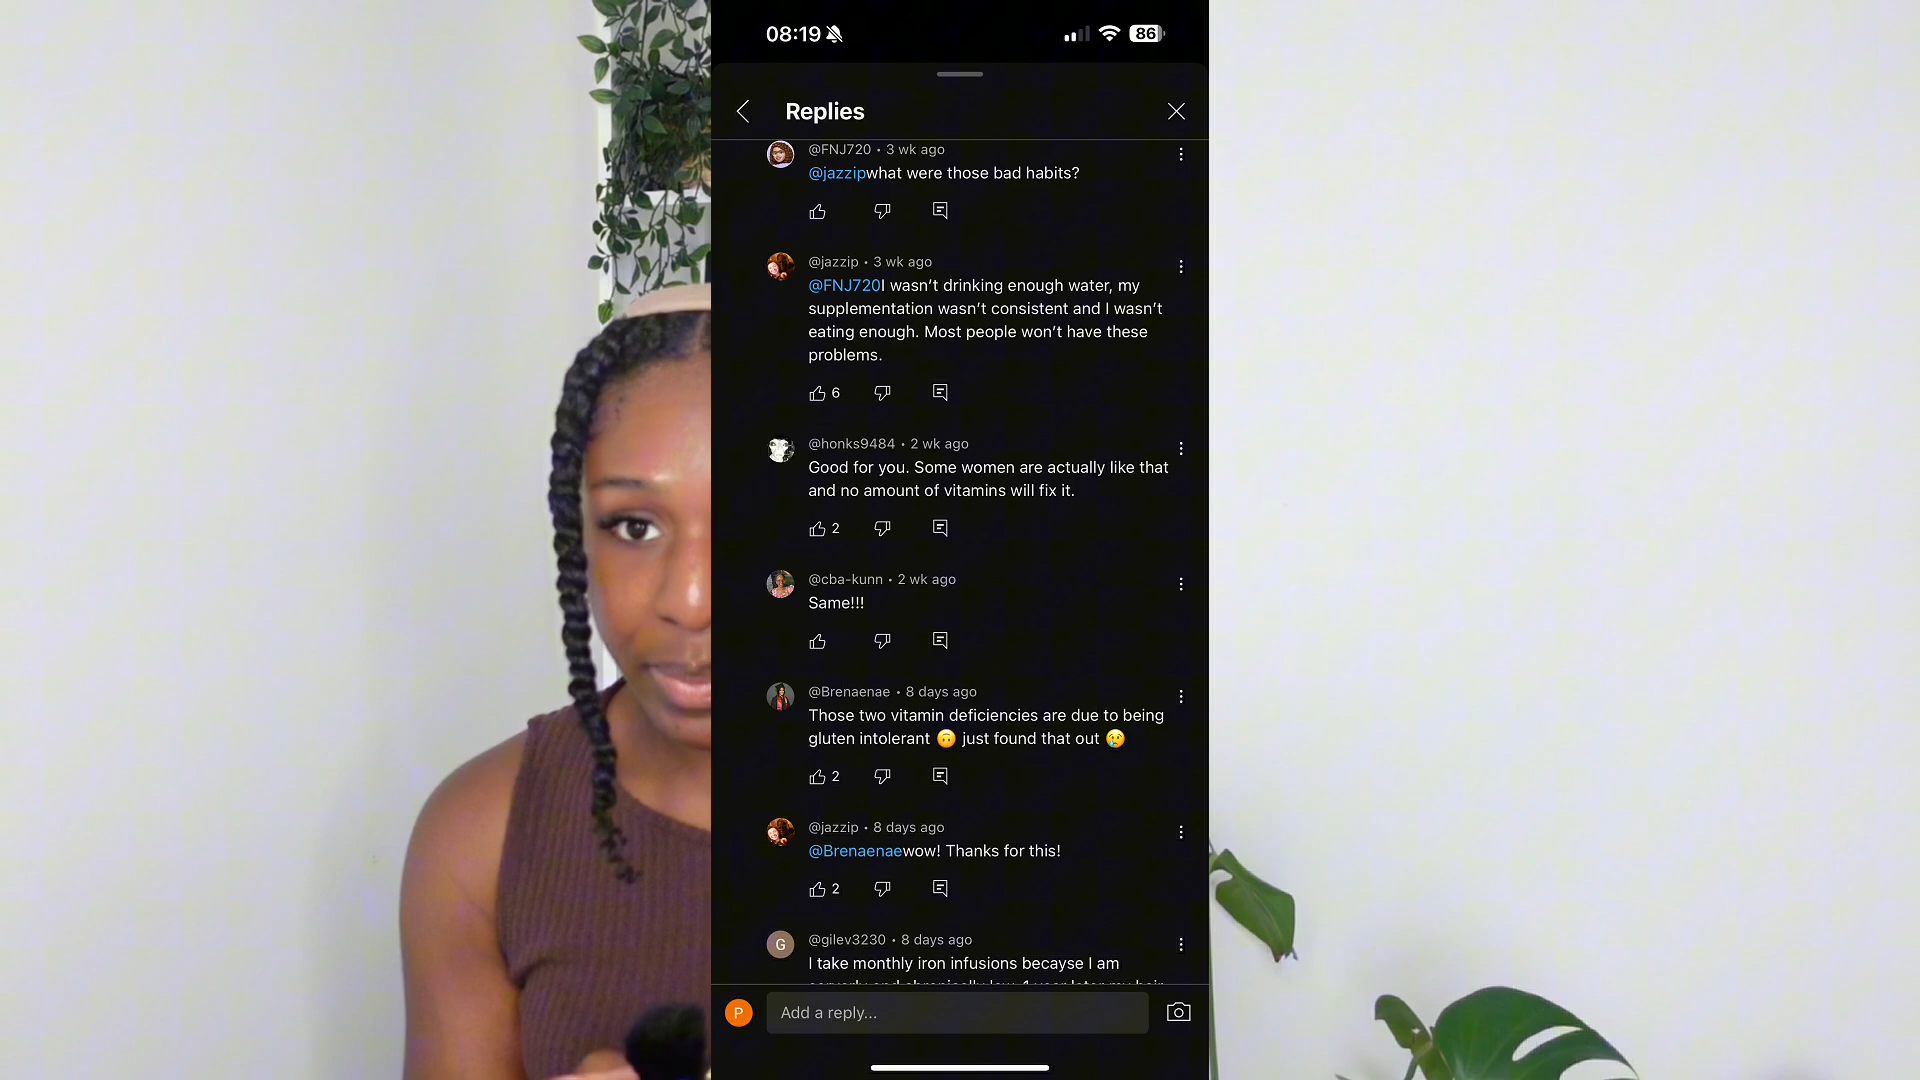 08:19
86
Replies
@FNJ720 • 3 wk ago
@jazzipwhat were those bad habits?
@jazzip • 3 wk ago
@FNJ720I wasn’t drinking enough water, my
supplementation wasn’t consistent and I wasn’t
eating enough. Most people won’t have these
problems.
6
@honks9484 • 2 wk ago
Good for you. Some women are actually like that
and no amount of vitamins will fix it.
2
@cba-kunn • 2 wk ago
Same!!!
@Brenaenae • 8 days ago
Those two vitamin deficiencies are due to being
gluten intolerant 🙃 just found that out 😢
2
@jazzip • 8 days ago
@Brenaenaewow! Thanks for this!
2
G
@gilev3230 • 8 days ago
I take monthly iron infusions becayse I am
P
Add a reply...